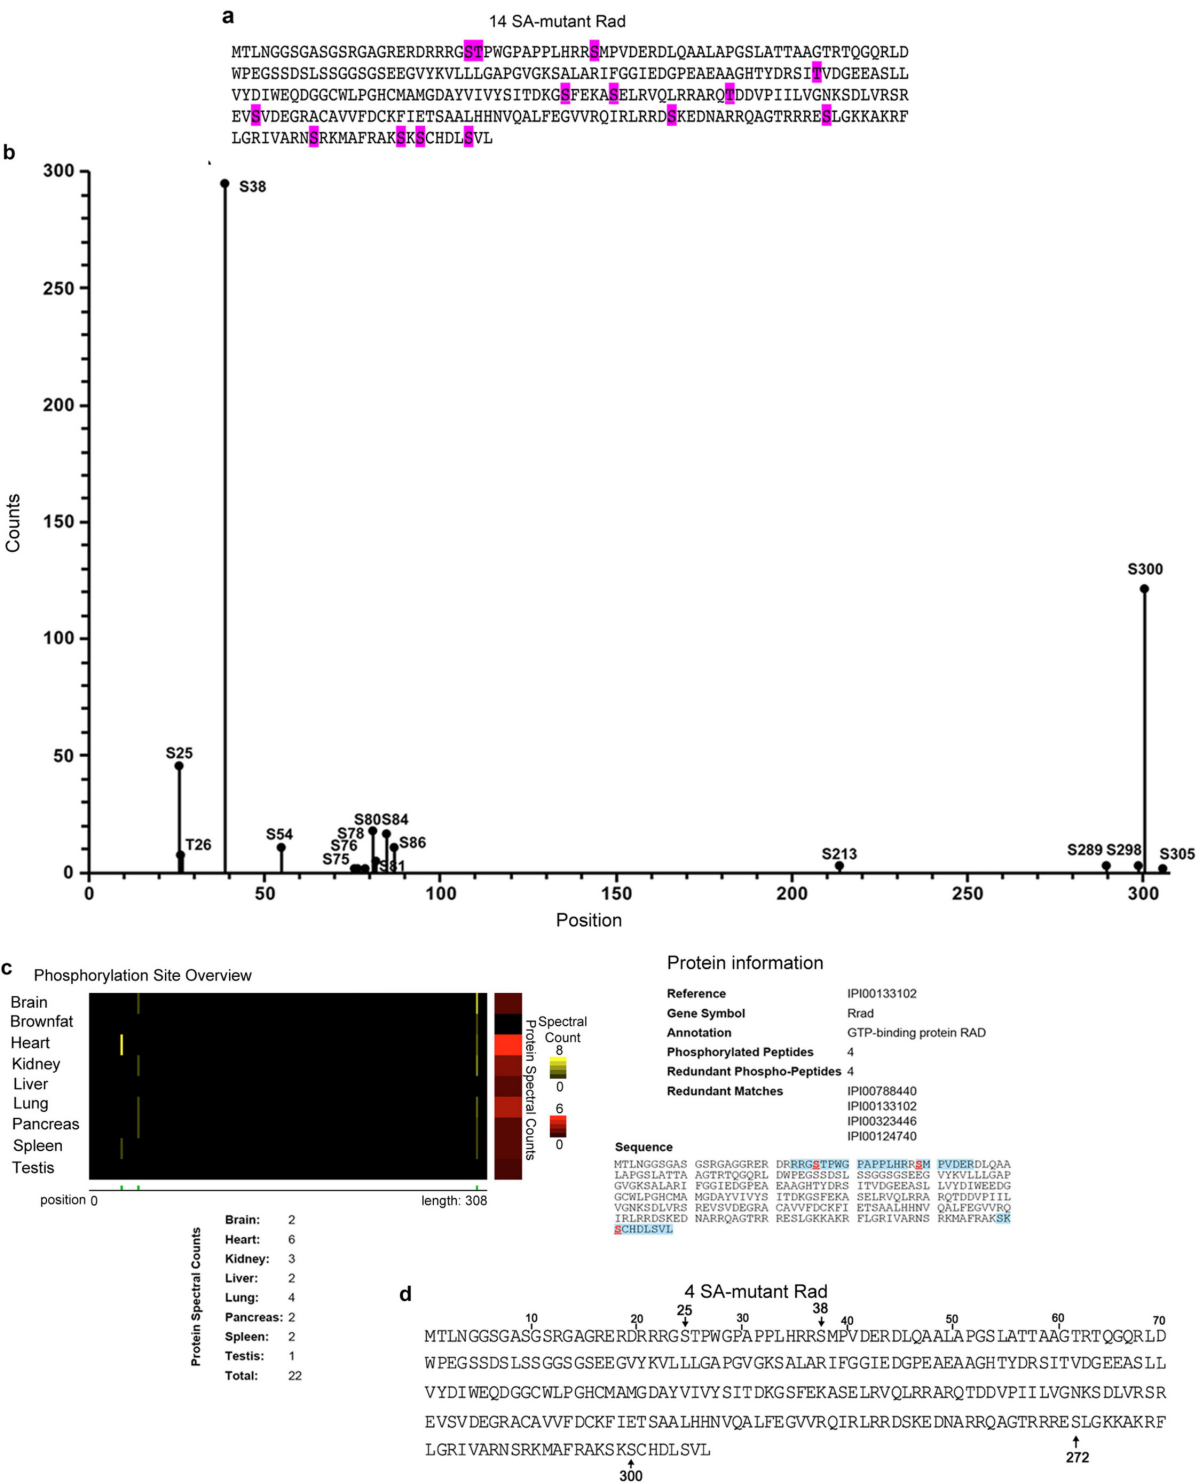 a
14 SA-mutant Rad
MTLNGGSGASGSRGAGRERDRRRGSTPWGPAPPLHRRSMPVDERDLQAALAPGSLATTAAGTRTQGQRLD
WPEGSSDSLSSGGSGSEEGVYKVLLLGAPGVGKSALARIFGGIEDGPEAEAAGHTYDRSITVDGEEASLL
VYDIWEQDGGCWLPGHCMAMGDAYVIVYSITDKGSFEKASELRVQLRRARQTDDVPIILVGNKSDLVRSR
EVSVDEGRACAVVFDCKFIETSAALHHNVQALFEGVVRQIRLRRDSKEDNARRQAGTRRRESLGKKAKRF
LGRIVARNSRKMAFRAKSKSCHDLSVL
b
300
250
200
150
100
50
0
Counts
S38
S25
T26
S54
S75
S76
S78
S80
S81
S84
S86
S213
S289
S298
S300
S305
0
50
100
150
200
250
300
Position
c
Phosphorylation Site Overview
Brain
Brownfat
Heart
Kidney
Liver
Lung
Pancreas
Spleen
Testis
position 0
length: 308
Protein Spectral Counts
Spectral
Count
8
0
6
0
Protein Spectral Counts
Brain: 2
Heart: 6
Kidney: 3
Liver: 2
Lung: 4
Pancreas: 2
Spleen: 2
Testis: 1
Total: 22
Protein information
Reference IPI00133102
Gene Symbol Rrad
Annotation GTP-binding protein RAD
Phosphorylated Peptides 4
Redundant Phospho-Peptides 4
Redundant Matches IPI00788440
IPI00133102
IPI00323446
IPI00124740
Sequence
MTLNGGSGAS GSRGAGGRER DRRRGSTPWG PAPPLHRRSM PVDERDLQAA
LAPGSLATTA AGTRTQGQRL DWPEGSSDSL SSGGSGSEEG VYKVLLLGAP
GVGKSALARI FGGIEDGPEA EAAGHTYDRS ITVDGEEASL LVYDIWEQDG
GCWLPGHCMA MGDAYVIVYS ITDKGSFEKA SELRVQLRRA RQTDDVPIIL
VGNKSDLVRS REVSVDEGRA CAVVFDCKFI ETSAALHHNV QALFEGVVRQ
IRLRRDSKED NARRQAGTRR RESLGKKAKR FLGRIVARNS RKMAFRAKSK
SCHDLSVL
d
4 SA-mutant Rad
10 20 25 30 38 40 50 60 70
MTLNGGSGASGSRGAGRERDRRRGSTPWGPAPPLHRRSMPVDERDLQAALAPGSLATTAAGTRTQGQRLD
WPEGSSDSLSSGGSGSEEGVYKVLLLGAPGVGKSALARIFGGIEDGPEAEAAGHTYDRSITVDGEEASLL
VYDIWEQDGGCWLPGHCMAMGDAYVIVYSITDKGSFEKASELRVQLRRARQTDDVPIILVGNKSDLVRSR
EVSVDEGRACAVVFDCKFIETSAALHHNVQALFEGVVRQIRLRRDSKEDNARRQAGTRRRESLGKKAKRF
LGRIVARNSRKMAFRAKSKSCHDLSVL
272
300